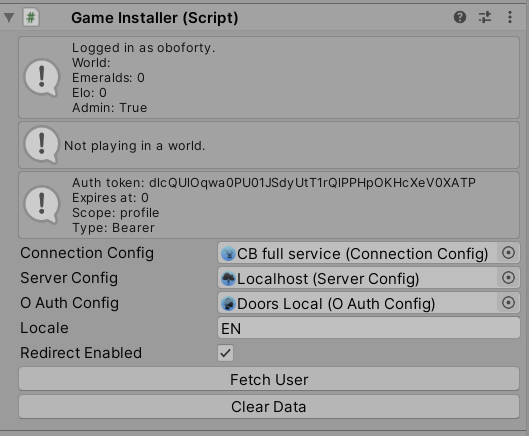 Game Installer (Script)
Logged in as oboforty.
World:
Emeralds: 0
Elo: 0
Admin: True
Not playing in a world.
Auth token: dIcQUIOqwa0PU01JSdyUtT1rQIPPHpOKHcXeV0XATP
Expires at: 0
Scope: profile
Type: Bearer
Connection Config CB full service (Connection Config)
Server Config Localhost (Server Config)
O Auth Config Doors Local (O Auth Config)
Locale EN
Redirect Enabled
Fetch User
Clear Data